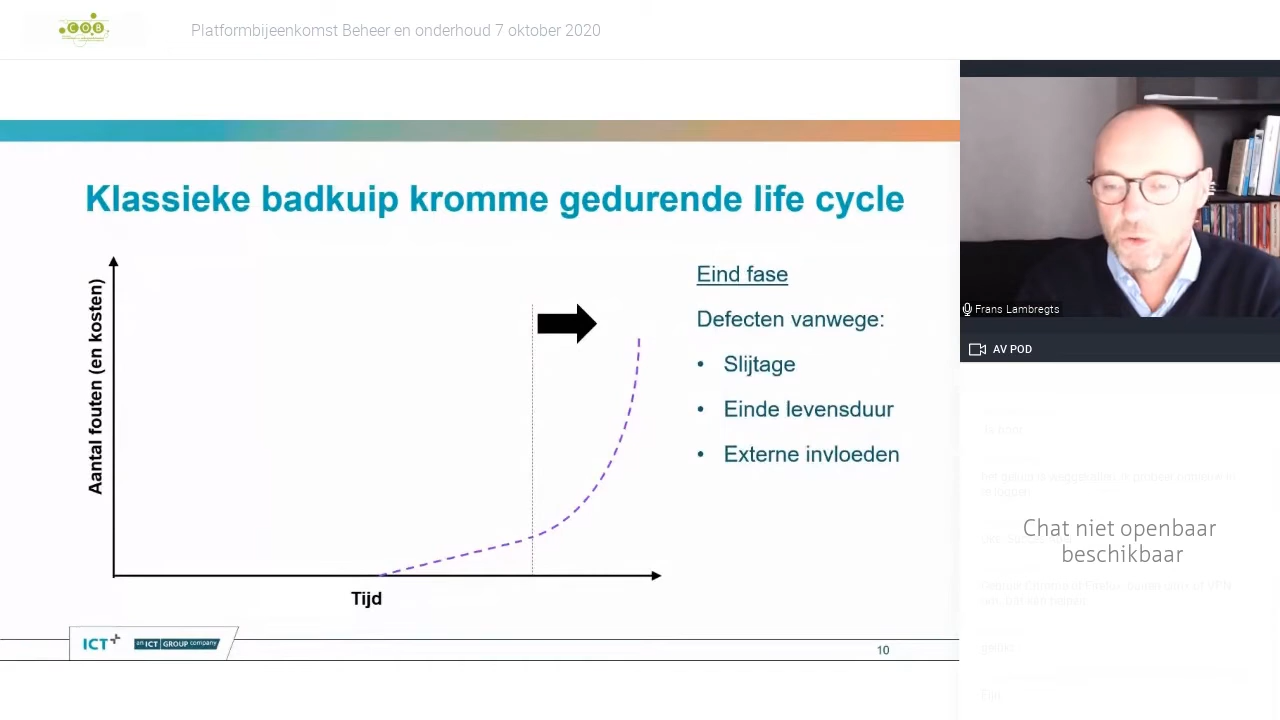 COB
Platformbijeenkomst Beheer en onderhoud 7 oktober 2020
Klassieke badkuip kromme gedurende life cycle
Aantal fouten (en kosten)
Tijd
Eind fase
Defecten vanwege:
• Slijtage
• Einde levensduur
• Externe invloeden
ICT
an ICT GROUP company
10
Frans Lambregts
AV POD
Chat niet openbaar
beschikbaar